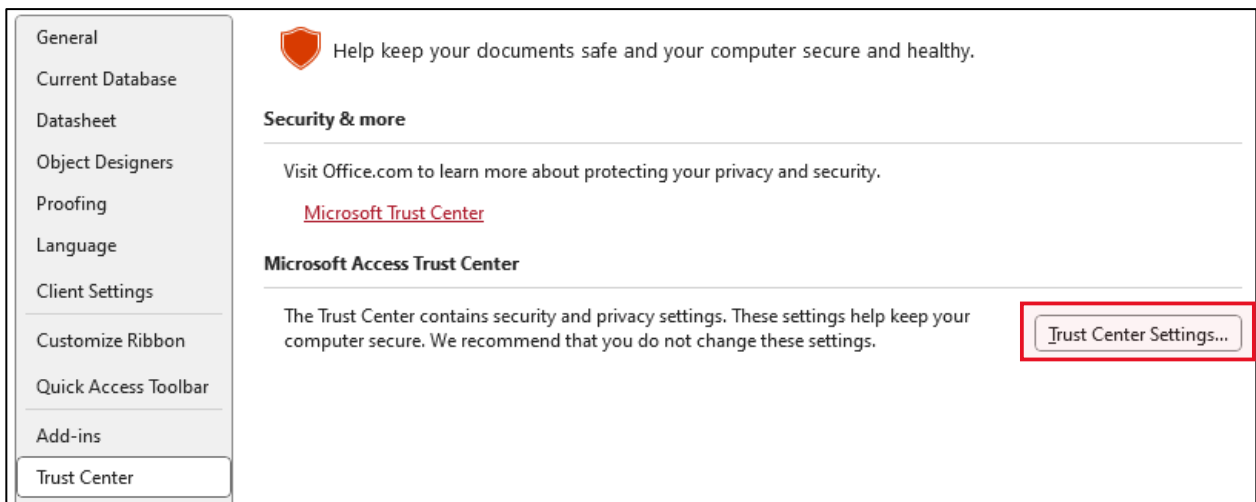 General
Current Database
Datasheet
Object Designers
Proofing
Language
Client Settings
Customize Ribbon
Quick Access Toolbar
Add-ins
Trust Center
Help keep your documents safe and your computer secure and healthy.
Security & more
Visit Office.com to learn more about protecting your privacy and security.
Microsoft Trust Center
Microsoft Access Trust Center
The Trust Center contains security and privacy settings. These settings help keep your
computer secure. We recommend that you do not change these settings.
Trust Center Settings...